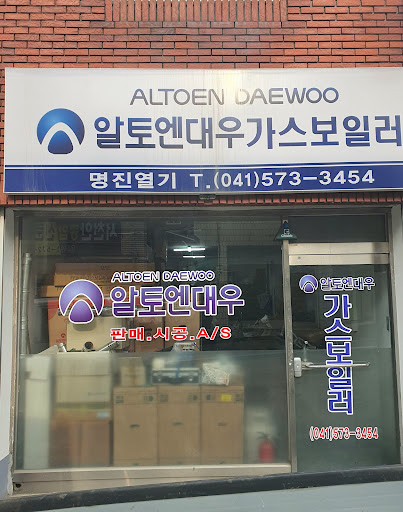 ALTOEN DAEWOO
알토엔대우가스보일러
명진열기 T.(041)573-3454
ALTOEN DAEWOO
알토엔대우
판매.시공.A/S
알토엔대우
가스보일러
(041)573-3454